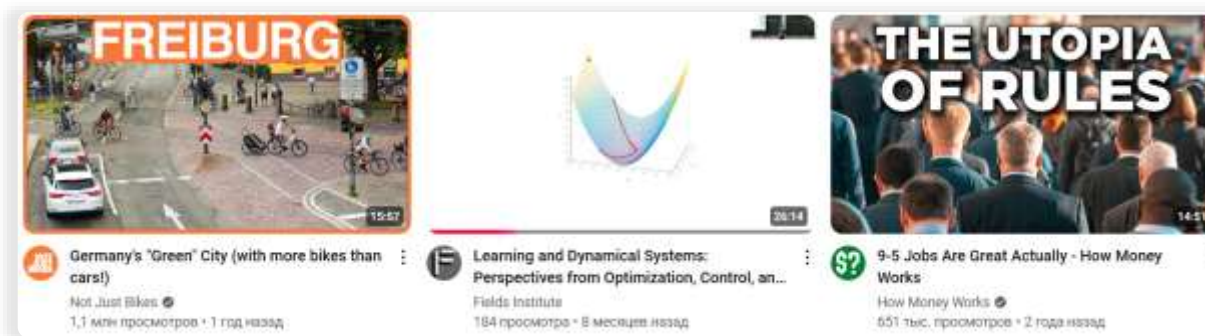 FREIBURG
15:57
Germany's "Green" City (with more bikes than
cars!)
Not Just Bikes
1,1 млн просмотров • 1 год назад
26:14
Learning and Dynamical Systems:
Perspectives from Optimization, Control, an...
Fields Institute
184 просмотра • 8 месяцев назад
THE UTOPIA
OF RULES
14:51
$?
9-5 Jobs Are Great Actually - How Money
Works
How Money Works
651 тыс. просмотров • 2 года назад